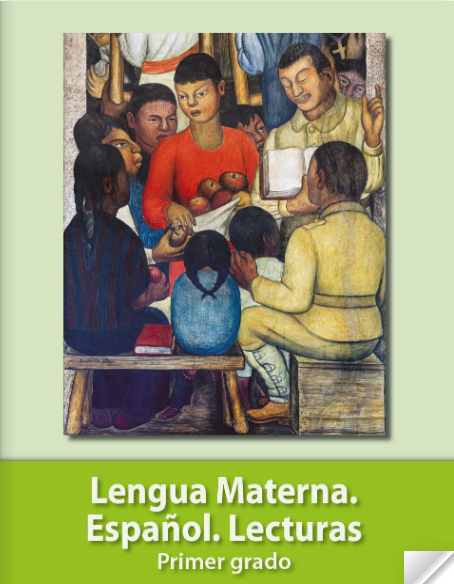 Lengua Materna.
Español. Lecturas
Primer grado